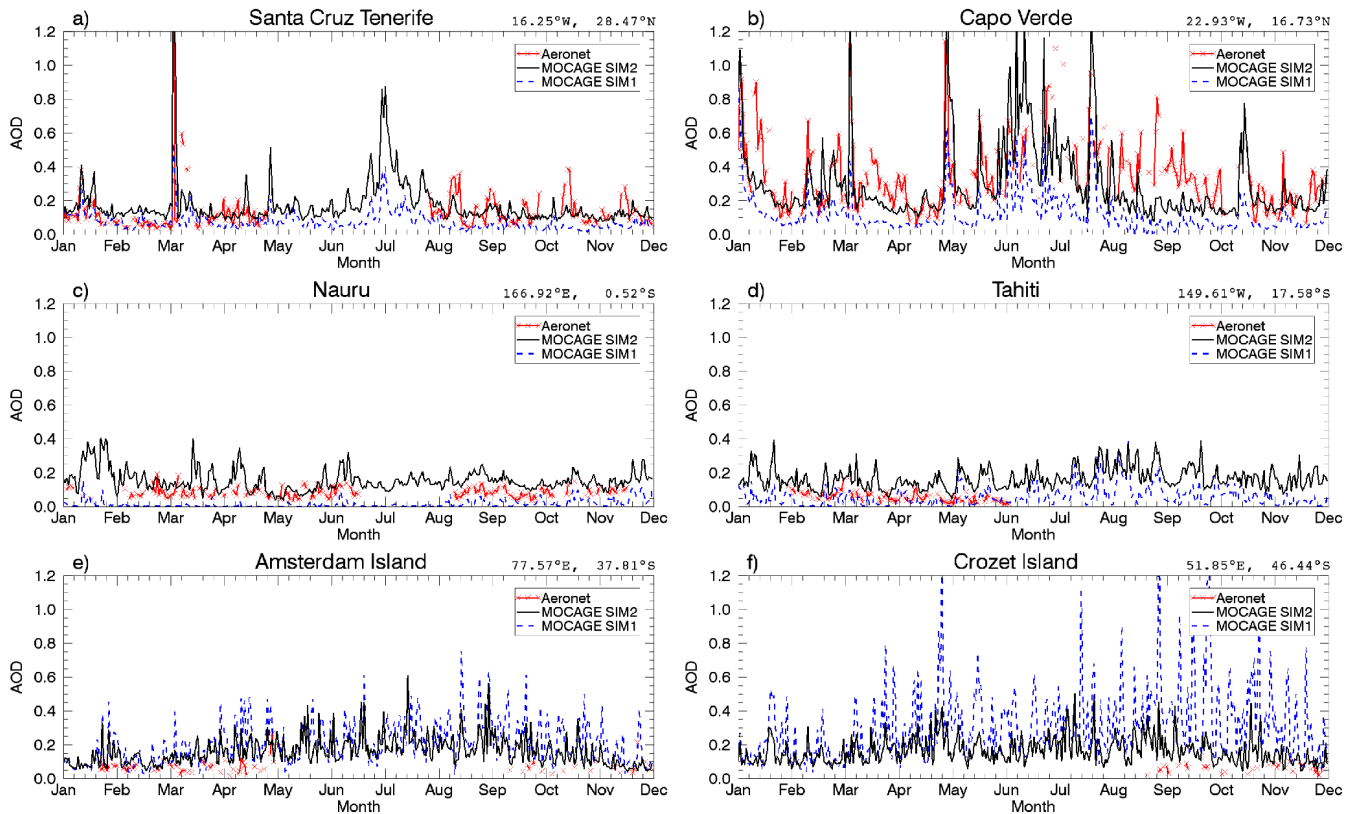 a) Santa Cruz Tenerife 16.25°W, 28.47°N
1.2
1.0
0.8
0.6
0.4
0.2
0.0
AOD
Aeronet
MOCAGE SIM2
MOCAGE SIM1
Jan Feb Mar Apr May Jun Jul Aug Sep Oct Nov Dec
Month
b) Capo Verde 22.93°W, 16.73°N
1.2
1.0
0.8
0.6
0.4
0.2
0.0
AOD
Aeronet
MOCAGE SIM2
MOCAGE SIM1
Jan Feb Mar Apr May Jun Jul Aug Sep Oct Nov Dec
Month
c) Nauru 166.92°E, 0.52°S
1.2
1.0
0.8
0.6
0.4
0.2
0.0
AOD
Aeronet
MOCAGE SIM2
MOCAGE SIM1
Jan Feb Mar Apr May Jun Jul Aug Sep Oct Nov Dec
Month
d) Tahiti 149.61°W, 17.58°S
1.2
1.0
0.8
0.6
0.4
0.2
0.0
AOD
Aeronet
MOCAGE SIM2
MOCAGE SIM1
Jan Feb Mar Apr May Jun Jul Aug Sep Oct Nov Dec
Month
e) Amsterdam Island 77.57°E, 37.81°S
1.2
1.0
0.8
0.6
0.4
0.2
0.0
AOD
Aeronet
MOCAGE SIM2
MOCAGE SIM1
Jan Feb Mar Apr May Jun Jul Aug Sep Oct Nov Dec
Month
f) Crozet Island 51.85°E, 46.44°S
1.2
1.0
0.8
0.6
0.4
0.2
0.0
AOD
Aeronet
MOCAGE SIM2
MOCAGE SIM1
Jan Feb Mar Apr May Jun Jul Aug Sep Oct Nov Dec
Month